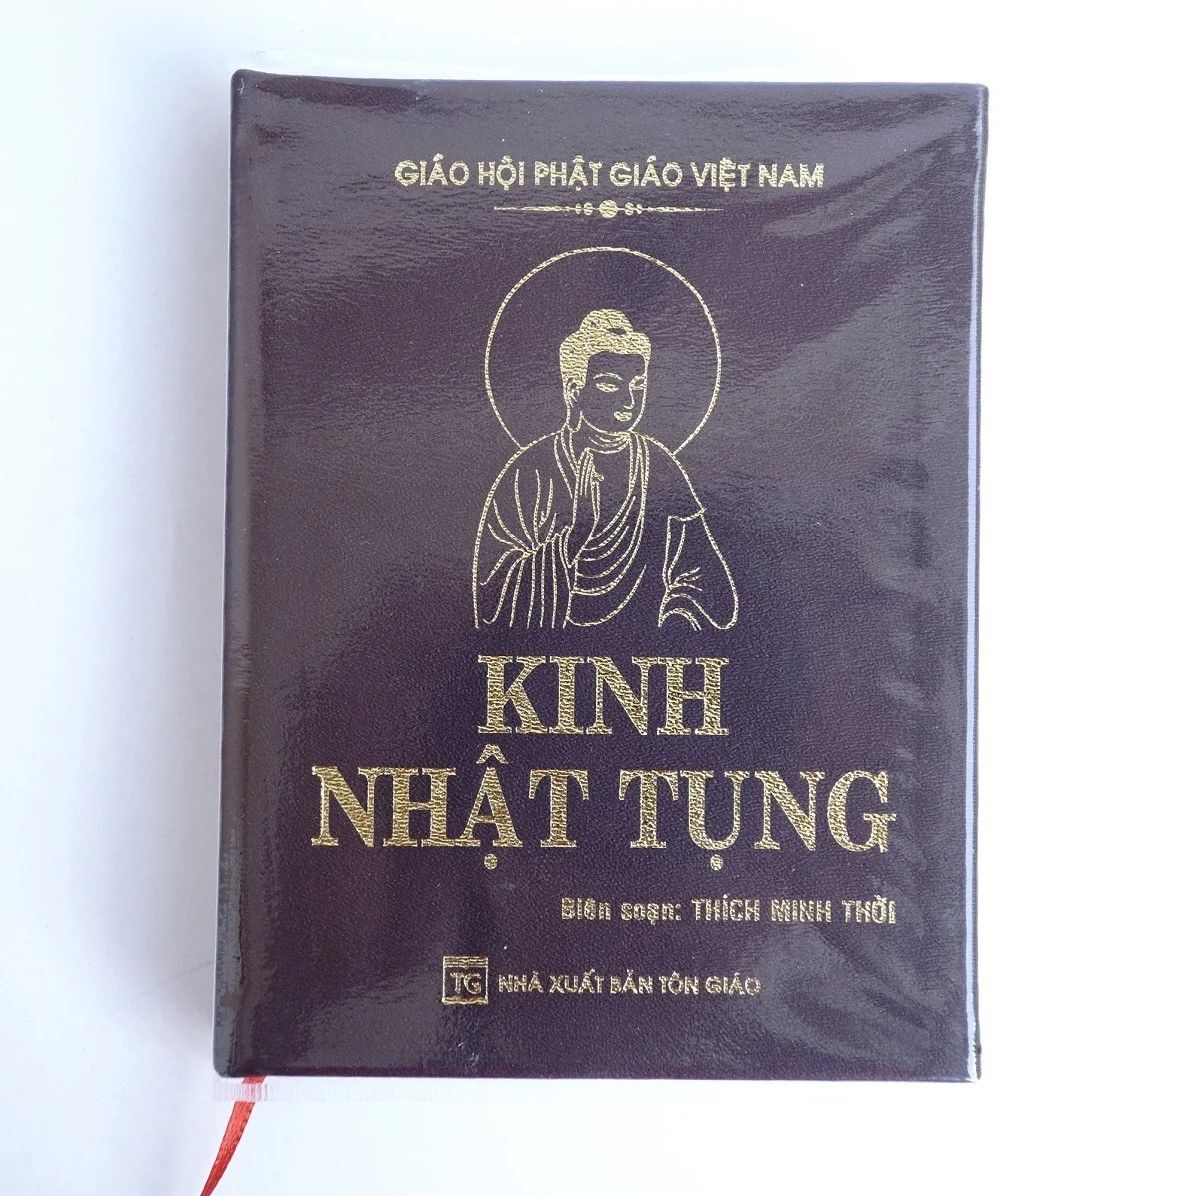 GIÁO HỘI PHẬT GIÁO VIỆT NAM
KINH
NHẬT TỤNG
Biên soạn: THÍCH MINH THỜI
TG NHÀ XUẤT BẢN TÔN GIÁO